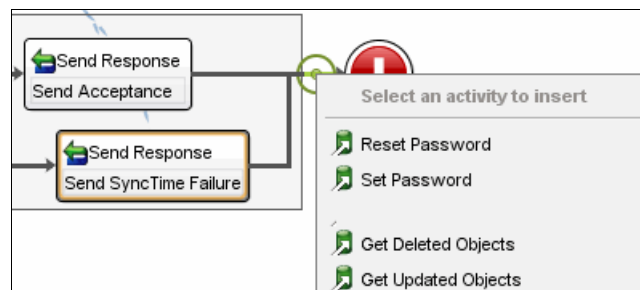 Send Response
Send Acceptance
Send Response
Send SyncTime Failure
Select an activity to insert
Reset Password
Set Password
Get Deleted Objects
Get Updated Objects